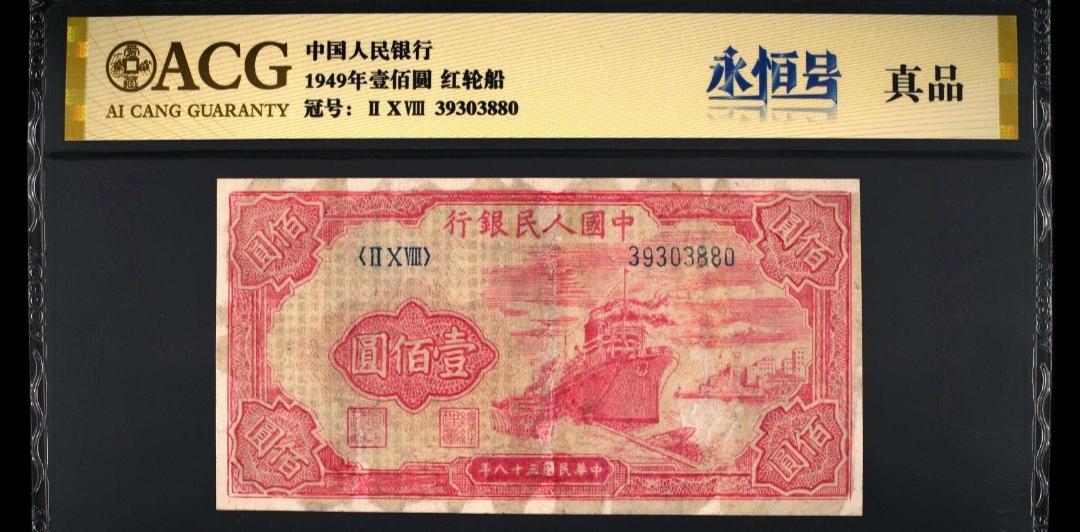 ACG
AI CANG GUARANTY
中国人民银行
1949年壹佰圆 红轮船
冠号: Ⅱ Ⅹ Ⅷ 39303880
永恒号
真品
行銀民人國中
〈Ⅱ Ⅹ Ⅷ〉 39303880
圓佰
圓佰
圓佰壹
圓佰
圓佰
年八十三國民華中